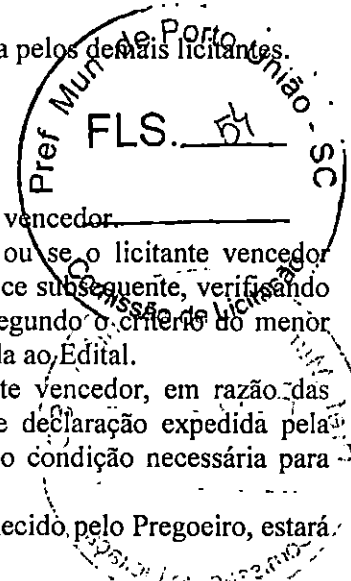 a pelos demais licitantes.
Pref Mun de Porto União - SC
FLS. 54
Comissão de Licitação
vencedor.
ou se o licitante vencedor
ce subsequente, verificando
egundo o critério do menor
la ao Edital.
te vencedor, em razão das
e declaração expedida pela
o condição necessária para
ecido pelo Pregoeiro, estará